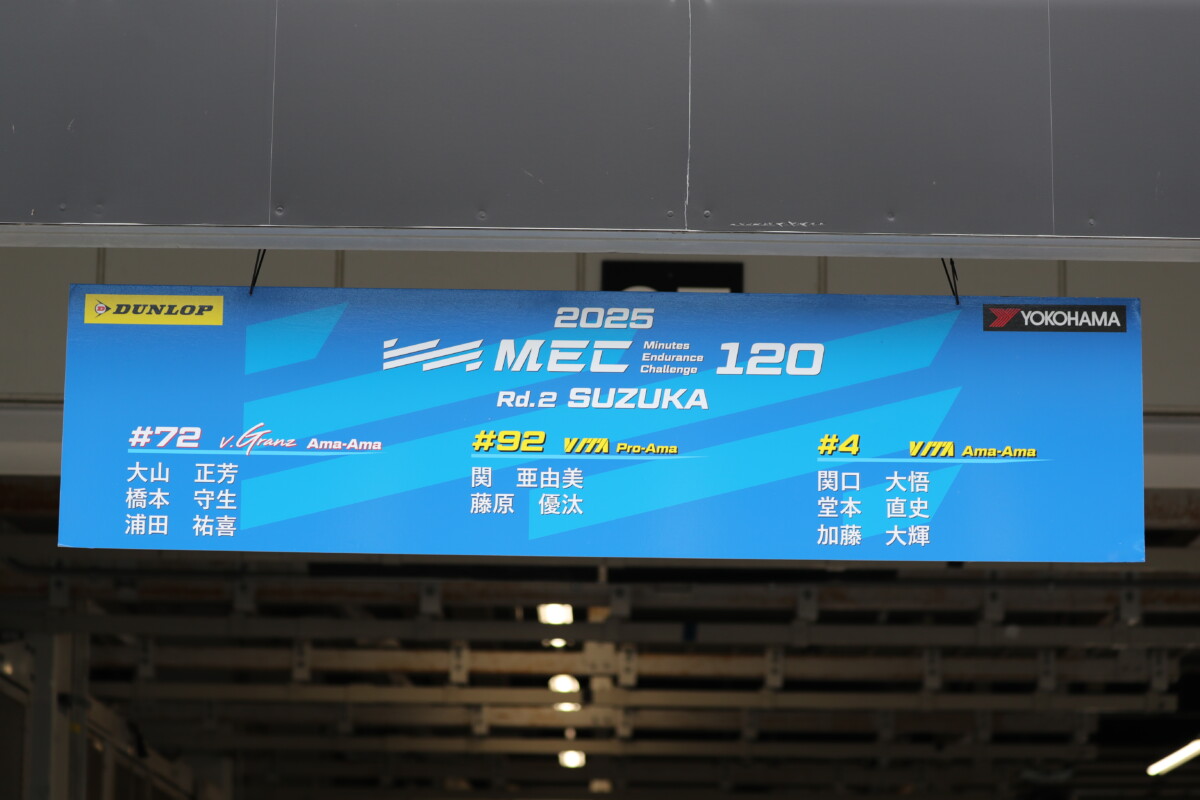 DUNLOP
2025
YOKOHAMA
MEC Minutes Endurance Challenge 120
Rd.2 SUZUKA
#72 v.Granz Ama-Ama
大山 正芳
橋本 守生
浦田 祐喜
#92 VITA Pro-Ama
関 亜由美
藤原 優汰
#4 VITA Ama-Ama
関口 大悟
堂本 直史
加藤 大輝